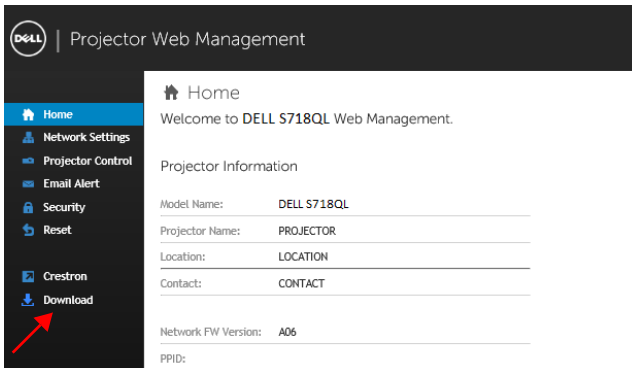 DELL | Projector Web Management
Home
Network Settings
Projector Control
Email Alert
Security
Reset
Crestron
Download
Home
Welcome to DELL S718QL Web Management.
Projector Information
Model Name: DELL S718QL
Projector Name: PROJECTOR
Location: LOCATION
Contact: CONTACT
Network FW Version: A06
PPID: